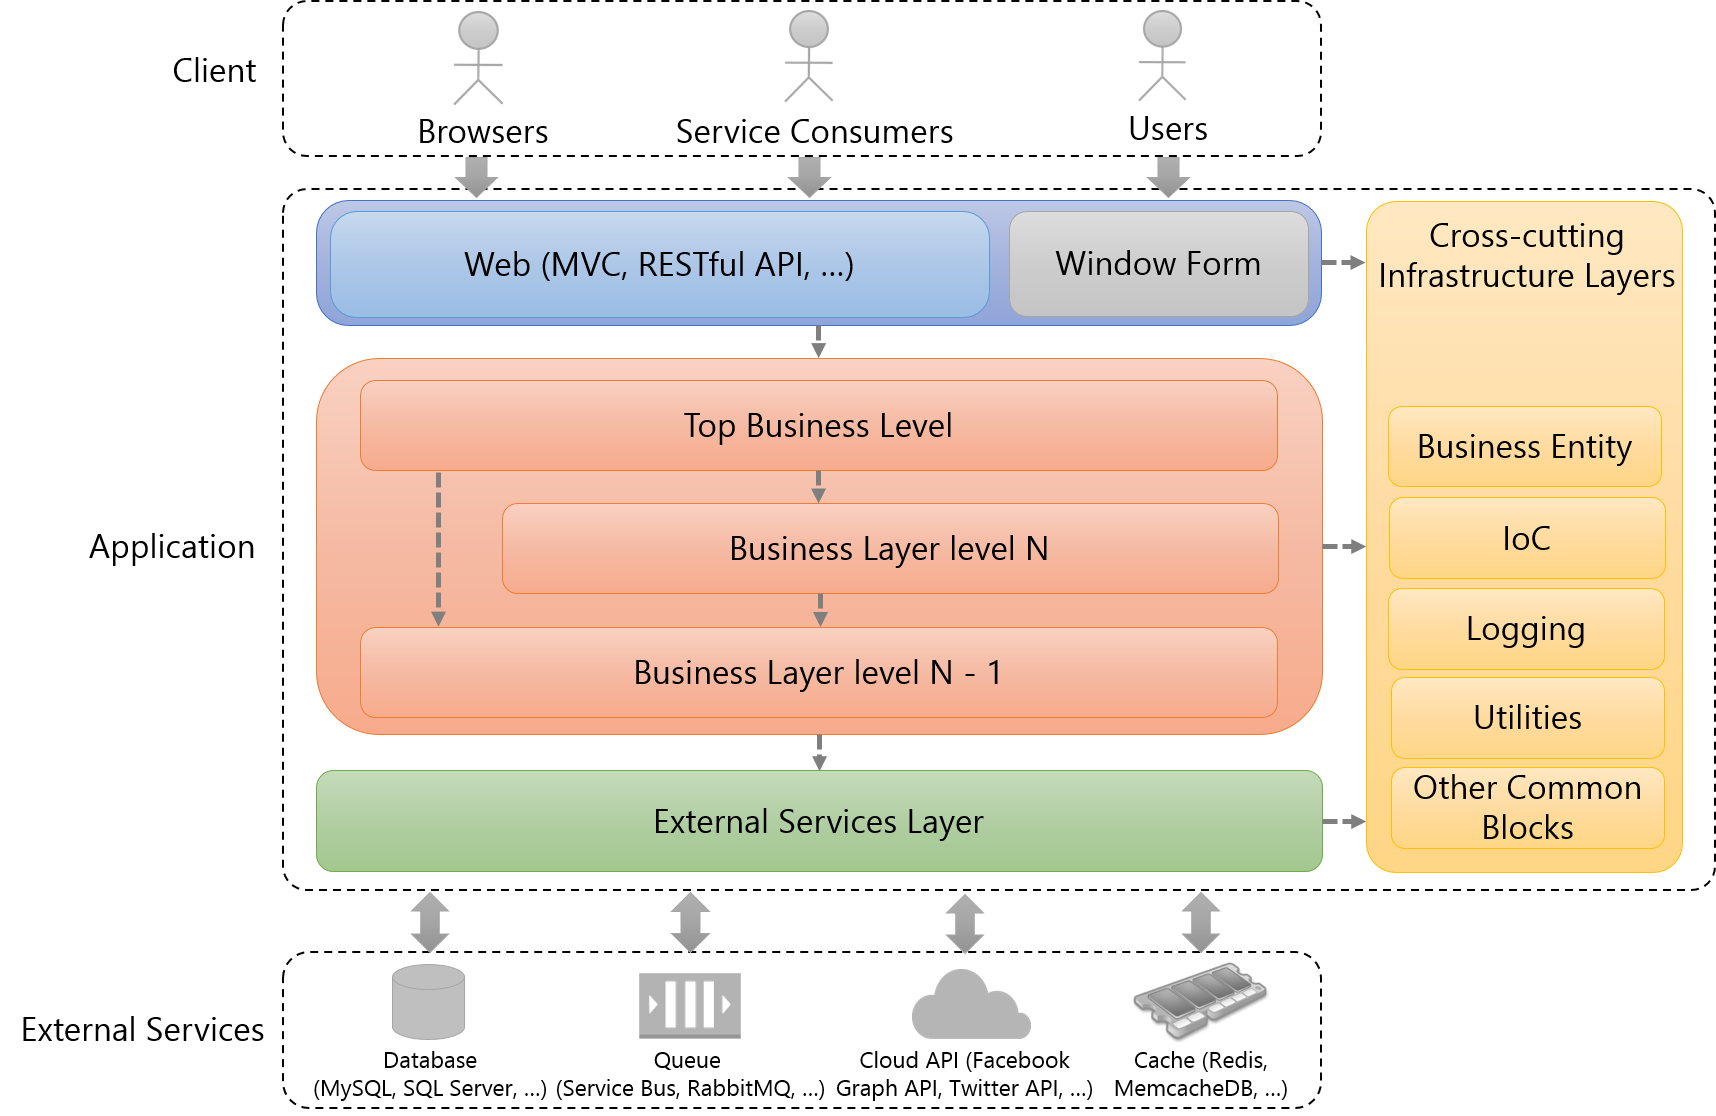 Client
Browsers
Service Consumers
Users
Application
Web (MVC, RESTful API, ...)
Window Form
Cross-cutting
Infrastructure Layers
Top Business Level
Business Layer level N
Business Layer level N - 1
External Services Layer
Business Entity
IoC
Logging
Utilities
Other Common
Blocks
External Services
Database
(MySQL, SQL Server, ...)
Queue
(Service Bus, RabbitMQ, ...)
Cloud API (Facebook
Graph API, Twitter API, ...)
Cache (Redis,
MemcacheDB, ...)